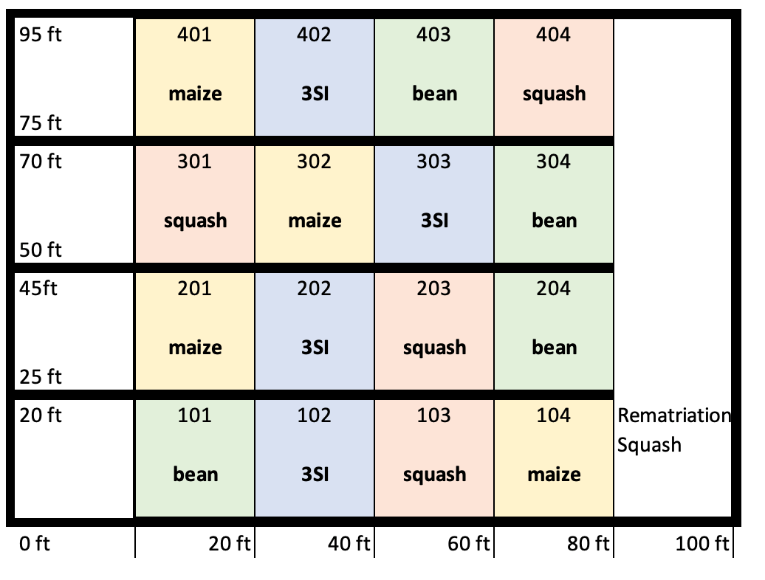 95 ft 401 402 403 404
maize 3SI bean squash
75 ft
70 ft 301 302 303 304
squash maize 3SI bean
50 ft
45ft 201 202 203 204
maize 3SI squash bean
25 ft
20 ft 101 102 103 104 Rematriation
Squash
bean 3SI squash maize
0 ft 20 ft 40 ft 60 ft 80 ft 100 ft